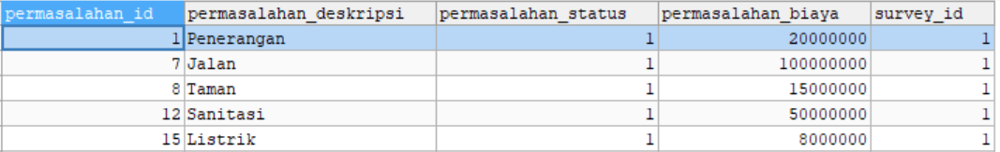 permasalahan_id permasalahan_deskripsi permasalahan_status permasalahan_biaya survey_id
1 Penerangan 1 20000000 1
7 Jalan 1 100000000 1
8 Taman 1 15000000 1
12 Sanitasi 1 50000000 1
15 Listrik 1 8000000 1